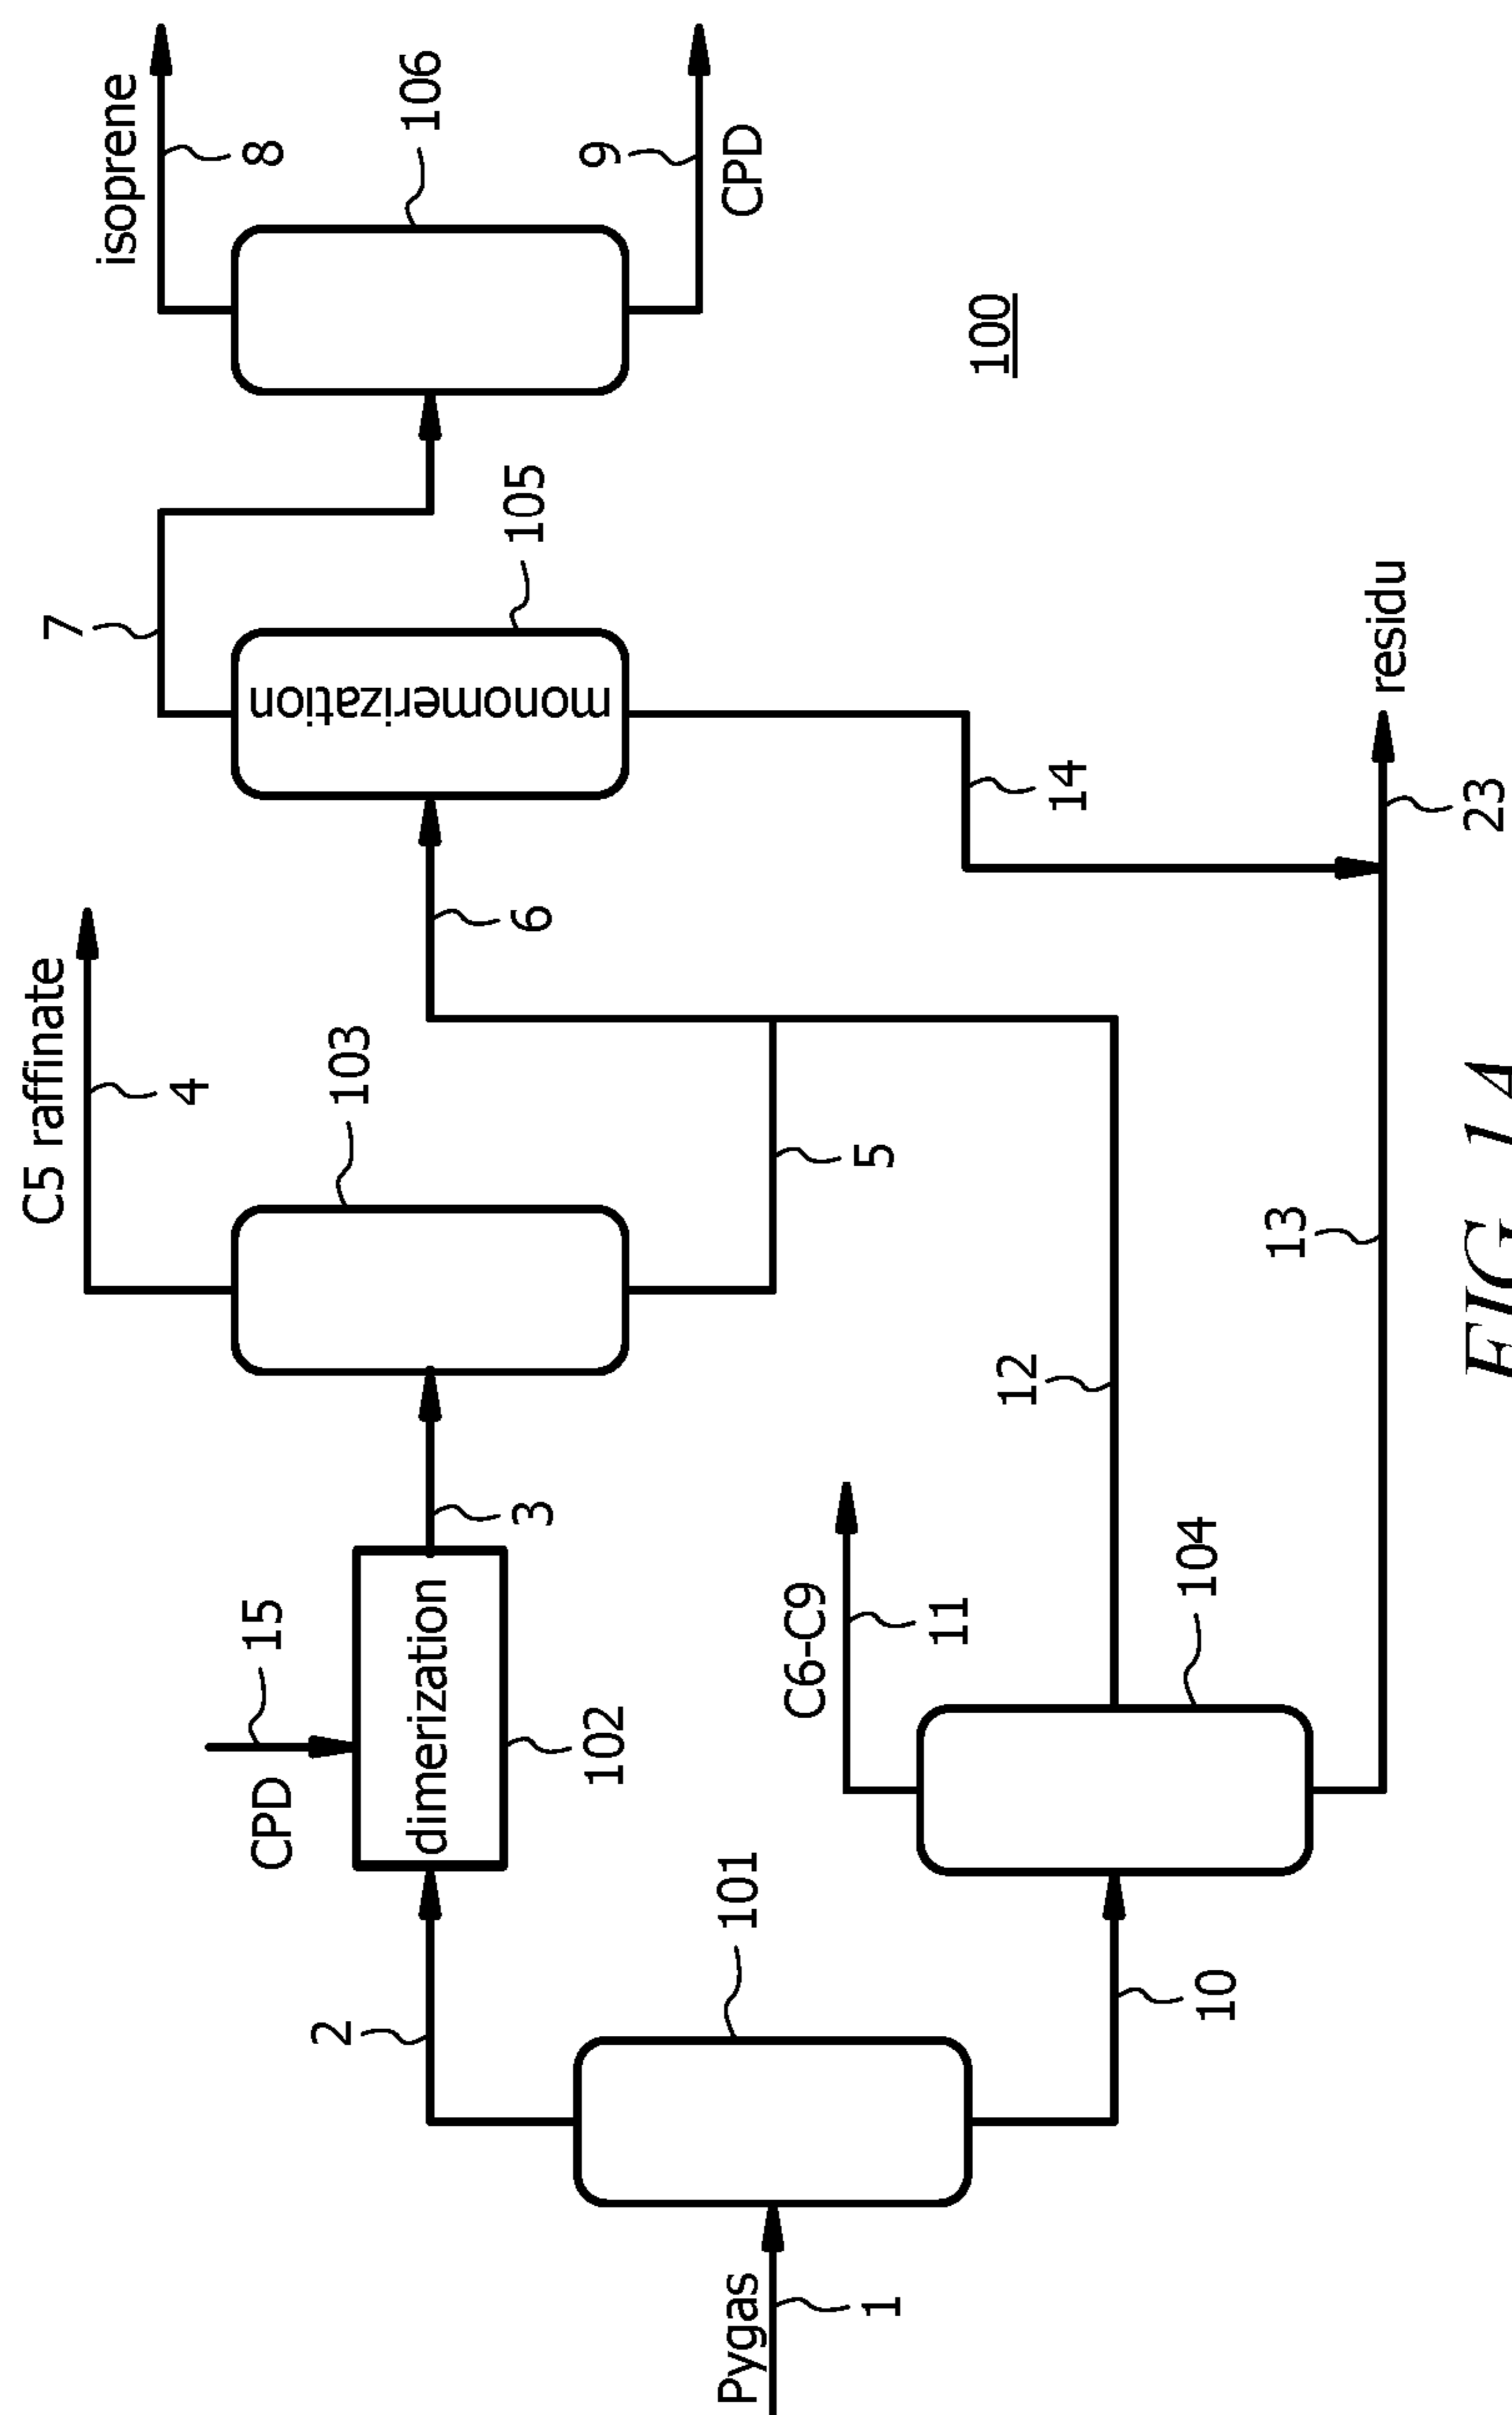 C5 raffinate
4
7
isoprene
8
106
CPD
15
2
dimerization
102
3
103
5
6
monomerization
105
9
CPD
Pygas
1
101
10
C6-C9
11
104
12
13
14
100
residu
23
FIG. 1A